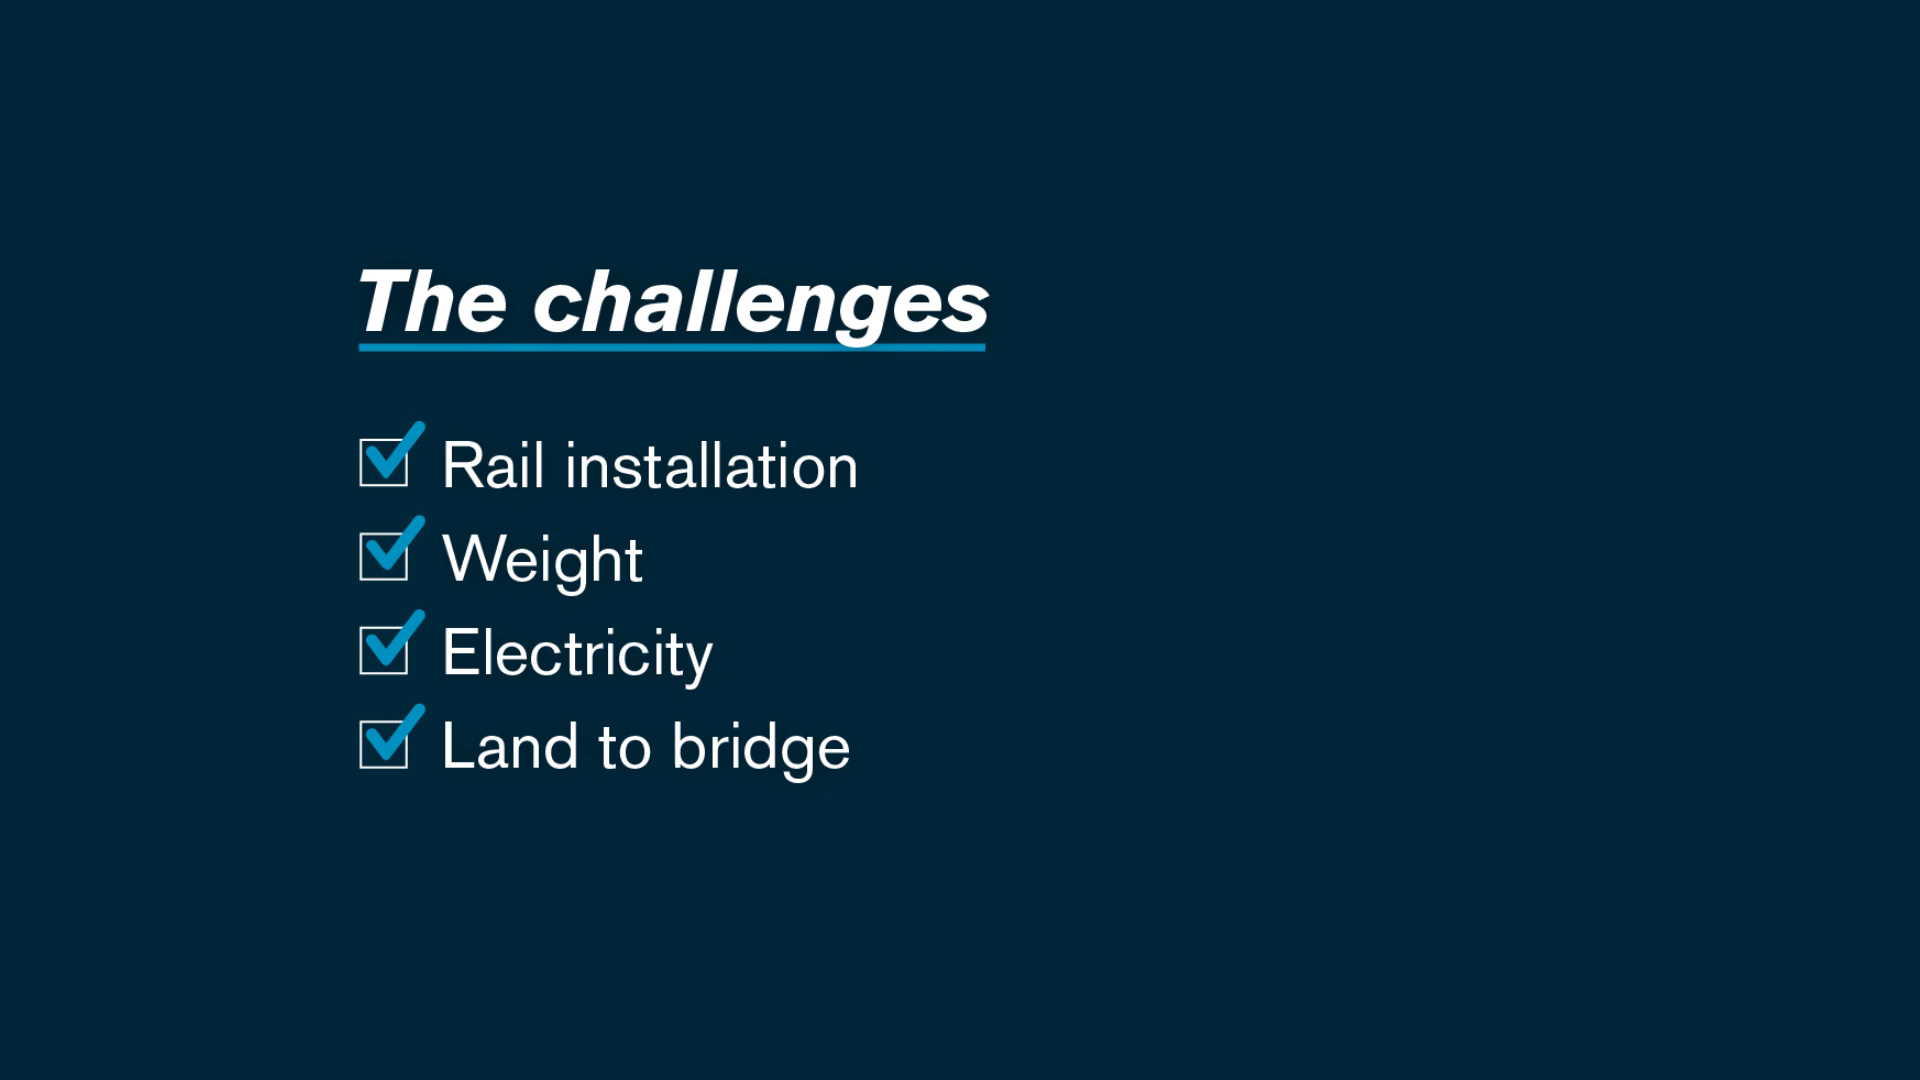 The challenges
Rail installation
Weight
Electricity
Land to bridge